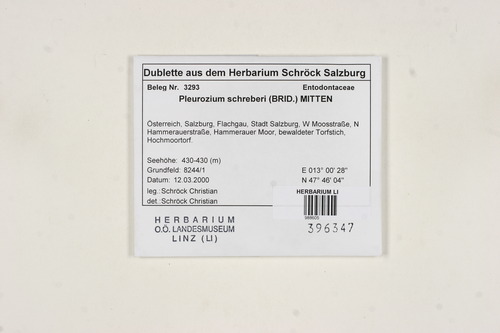 Dublette aus dem Herbarium Schröck Salzburg
Beleg Nr. 3293 Entodontaceae
Pleurozium schreberi (BRID.) MITTEN
Österreich, Salzburg, Flachgau, Stadt Salzburg, W Moosstraße, N
Hammerauerstraße, Hammerauer Moor, bewaldeter Torfstich,
Hochmoortorf.
Seehöhe: 430-430 (m)
Grundfeld: 8244/1 E 013° 00' 28"
Datum: 12.03.2000 N 47° 46' 04"
leg.:Schröck Christian
det.:Schröck Christian
HERBARIUM LI
HERBARIUM
O.Ö. LANDESMUSEUM
LINZ (LI)
396347